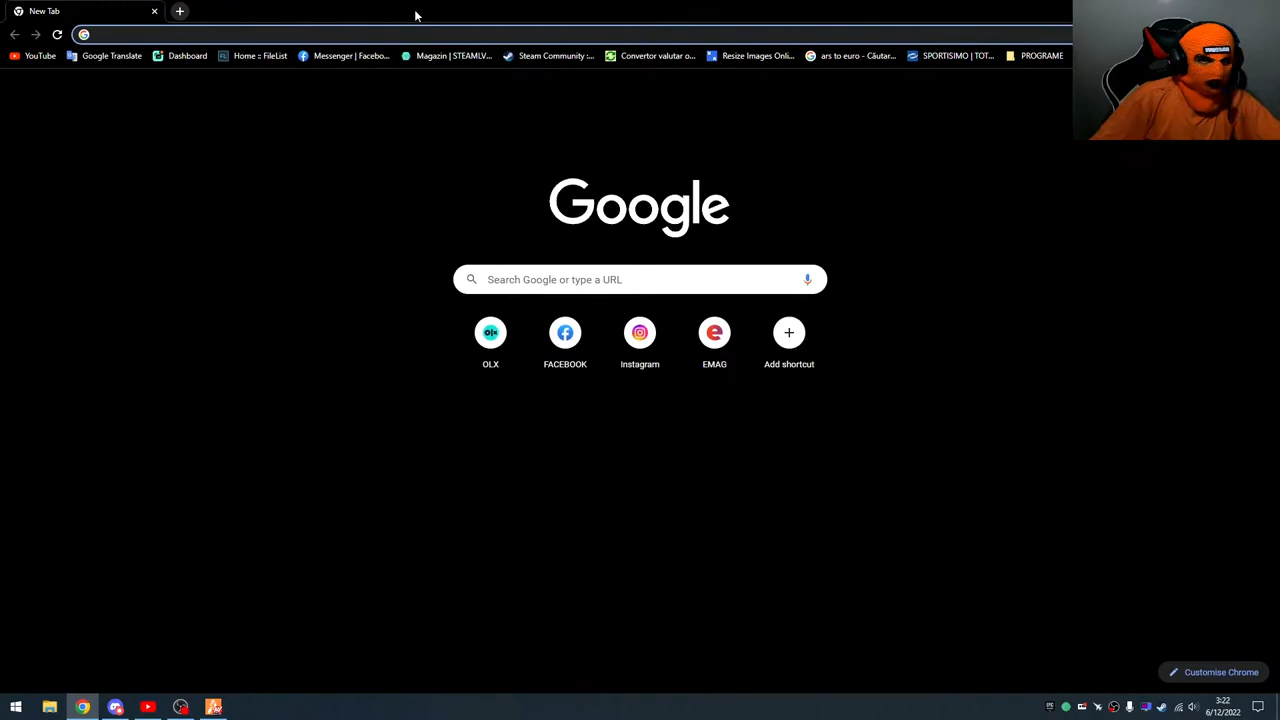 New Tab
YouTube
Google Translate
Dashboard
Home :: FileList
Messenger | Facebo...
Magazin | STEAMLV...
Steam Community :...
Convertor valutar o...
Resize Images Onli...
ars to euro - Căutar...
SPORTISIMO | TOT...
PROGRAME
Google
Search Google or type a URL
OLX
FACEBOOK
Instagram
EMAG
Add shortcut
Customise Chrome
3:22
6/12/2022